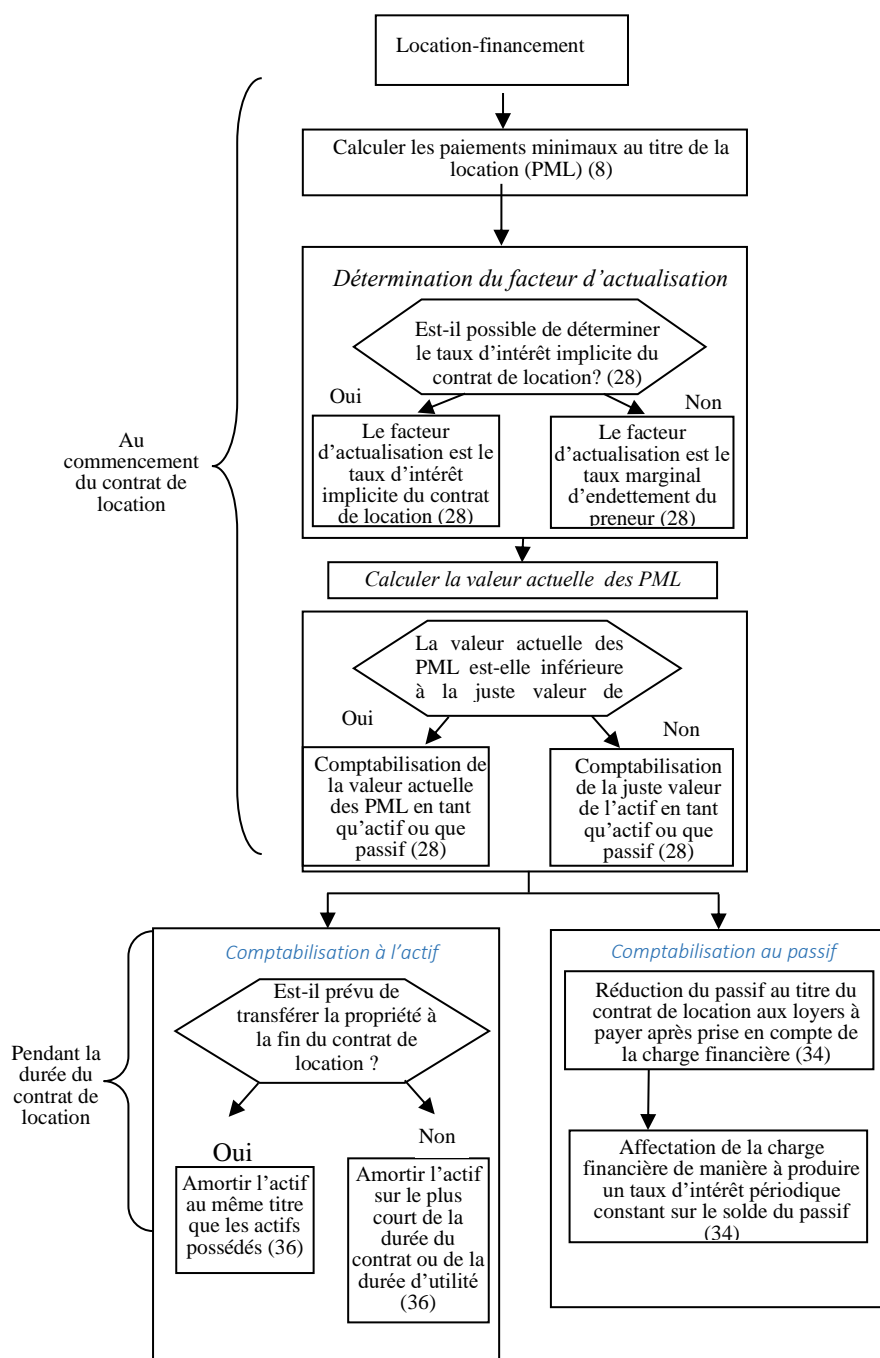 Location-financement
Calculer les paiements minimaux au titre de la
location (PML) (8)
Détermination du facteur d’actualisation
Est-il possible de déterminer
le taux d’intérêt implicite du
contrat de location? (28)
Oui
Non
Le facteur
d’actualisation est le
taux d’intérêt
implicite du contrat
de location (28)
Le facteur
d’actualisation est le
taux marginal
d’endettement du
preneur (28)
Au
commencement
du contrat de
location
Calculer la valeur actuelle des PML
La valeur actuelle des
PML est-elle inférieure
à la juste valeur de
Oui
Non
Comptabilisation de
la valeur actuelle
des PML en tant
qu’actif ou que
passif (28)
Comptabilisation
de la juste valeur
de l’actif en tant
qu’actif ou que
passif (28)
Comptabilisation à l’actif
Est-il prévu de
transférer la propriété à
la fin du contrat de
location ?
Oui
Non
Amortir l’actif
au même titre
que les actifs
possédés (36)
Amortir l’actif
sur le plus
court de la
durée du
contrat ou de la
durée d’utilité
(36)
Pendant la
durée du
contrat de
location
Comptabilisation au passif
Réduction du passif au titre du
contrat de location aux loyers à
payer après prise en compte de
la charge financière (34)
Affectation de la charge
financière de manière à produire
un taux d’intérêt périodique
constant sur le solde du passif
(34)